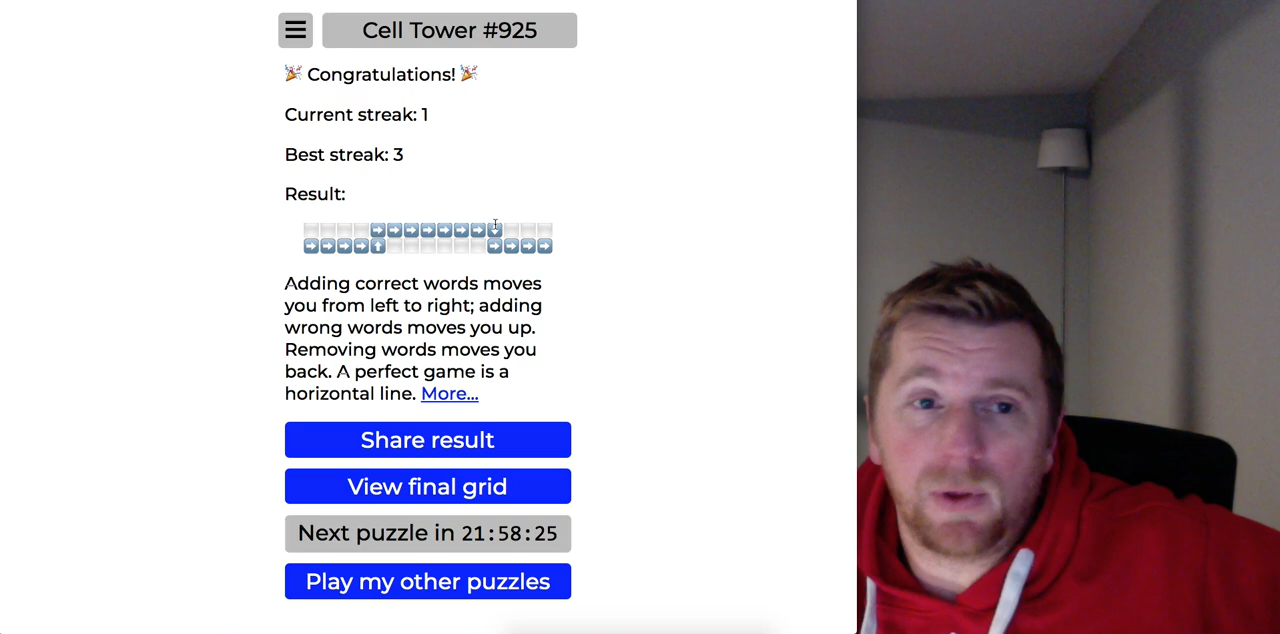 Cell Tower #925
🎉 Congratulations! 🎉
Current streak: 1
Best streak: 3
Result:
⬜⬜⬜⬜➡️➡️➡️➡️➡️➡️➡️⬇️⬜⬜⬜
➡️➡️➡️➡️⬆️⬜⬜⬜⬜⬜⬜➡️➡️➡️➡️
Adding correct words moves
you from left to right; adding
wrong words moves you up.
Removing words moves you
back. A perfect game is a
horizontal line. More...
Share result
View final grid
Next puzzle in 21:58:25
Play my other puzzles